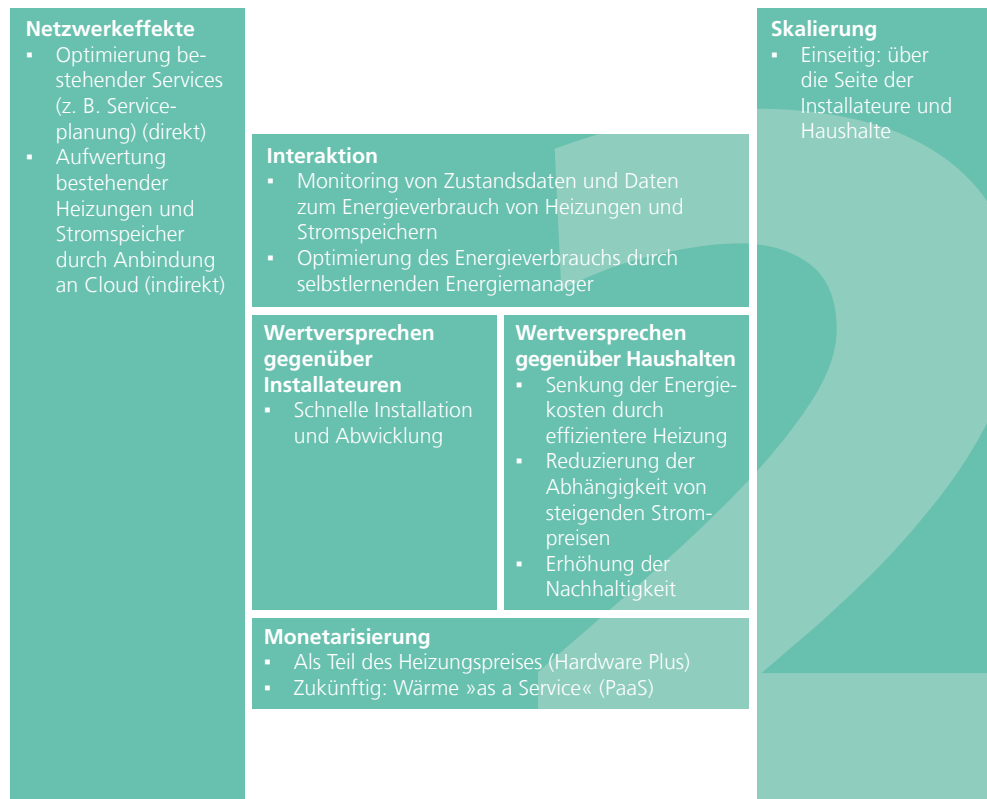 Netzwerkeffekte
▪ Optimierung be-
stehender Services
(z. B. Service-
planung) (direkt)
▪ Aufwertung
bestehender
Heizungen und
Stromspeicher
durch Anbindung
an Cloud (indirekt)
Interaktion
▪ Monitoring von Zustandsdaten und Daten
zum Energieverbrauch von Heizungen und
Stromspeichern
▪ Optimierung des Energieverbrauchs durch
selbstlernenden Energiemanager
Wertversprechen
gegenüber
Installateuren
▪ Schnelle Installation
und Abwicklung
Wertversprechen
gegenüber Haushalten
▪ Senkung der Energie-
kosten durch
effizientere Heizung
▪ Reduzierung der
Abhängigkeit von
steigenden Strom-
preisen
▪ Erhöhung der
Nachhaltigkeit
Monetarisierung
▪ Als Teil des Heizungspreises (Hardware Plus)
▪ Zukünftig: Wärme »as a Service« (PaaS)
Skalierung
▪ Einseitig: über
die Seite der
Installateure und
Haushalte
2